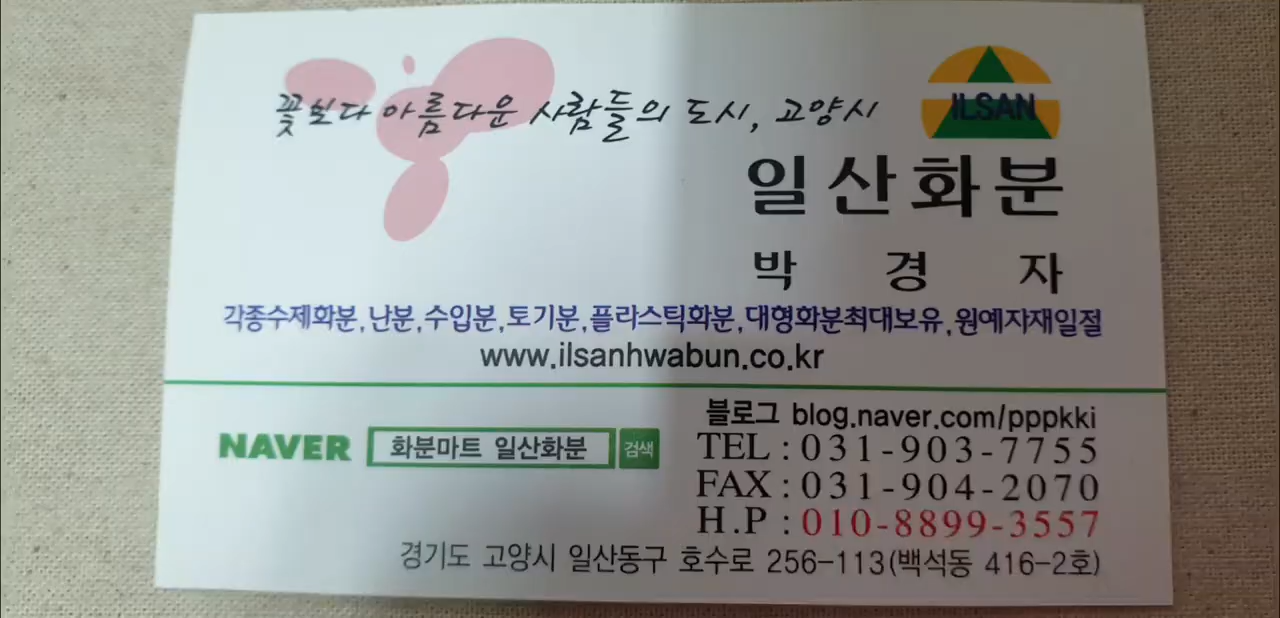 꽃보다 아름다운 사람들의 도시, 고양시
ILSAN
일산화분
박 경 자
각종수제화분,난분,수입분,토기분,플라스틱화분,대형화분최대보유,원예자재일절
www.ilsanhwabun.co.kr
블로그 blog.naver.com/pppkki
NAVER 화분마트 일산화분 검색
TEL : 031-903-7755
FAX : 031-904-2070
H.P : 010-8899-3557
경기도 고양시 일산동구 호수로 256-113(백석동 416-2호)